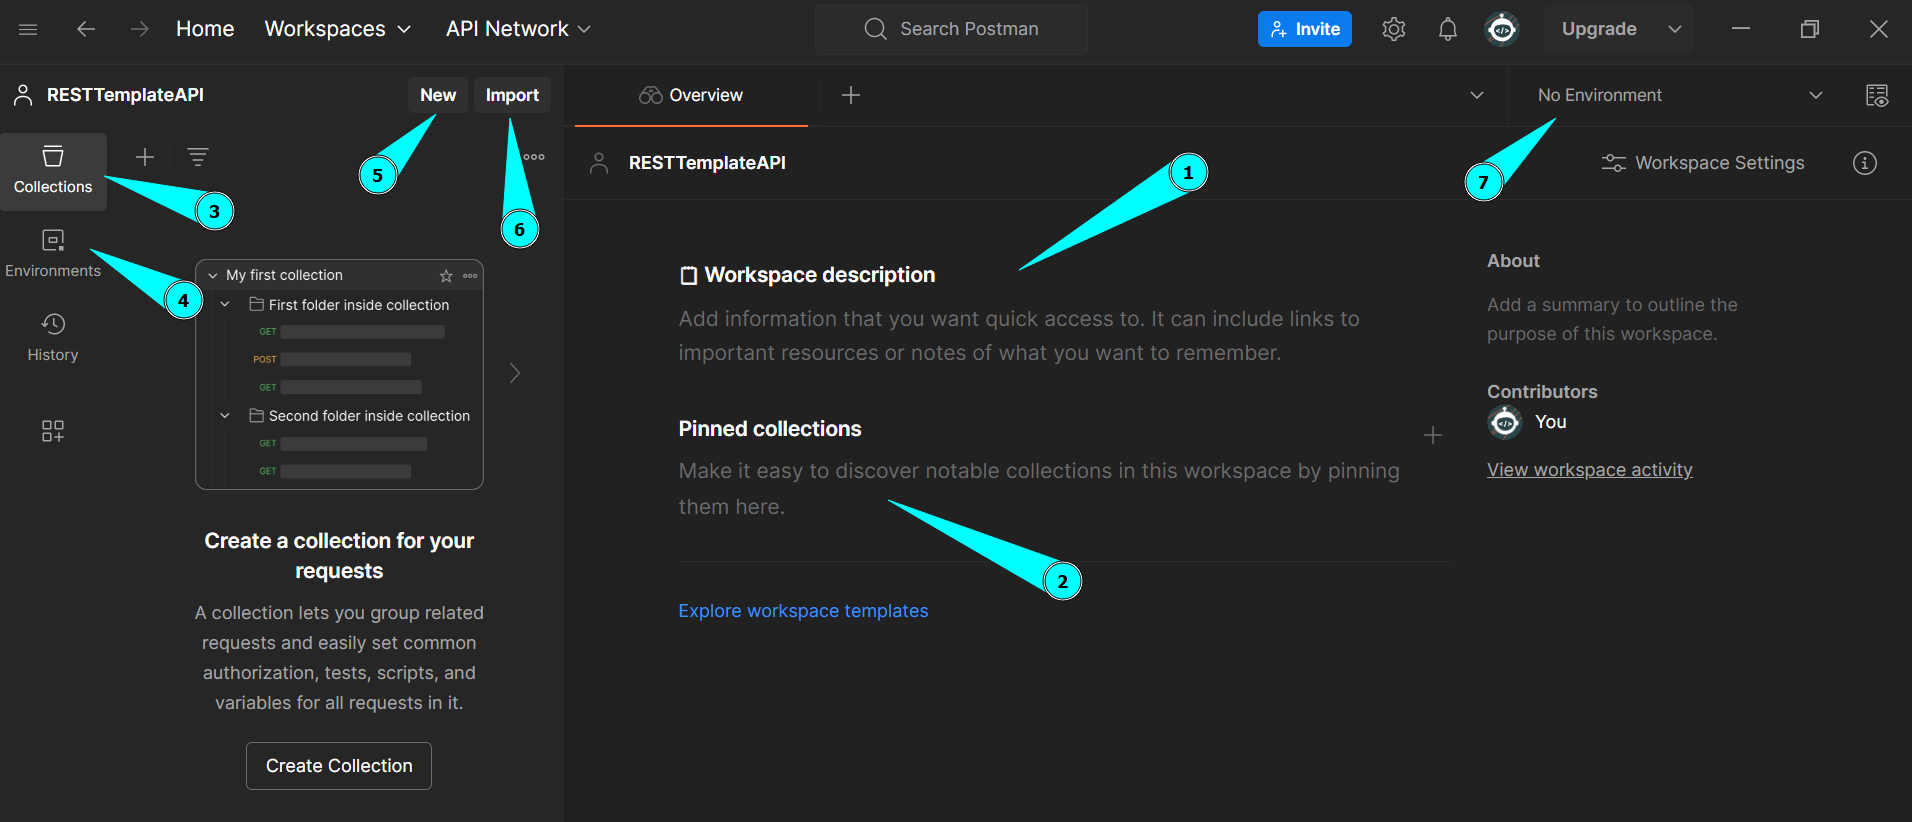 Home Workspaces API Network Search Postman Invite Upgrade
RESTTemplateAPI New Import Overview No Environment
Collections
Environments
History
My first collection
First folder inside collection
GET
POST
GET
Second folder inside collection
GET
GET
Create a collection for your
requests
A collection lets you group related
requests and easily set common
authorization, tests, scripts, and
variables for all requests in it.
Create Collection
RESTTemplateAPI Workspace Settings
Workspace description
Add information that you want quick access to. It can include links to
important resources or notes of what you want to remember.
Pinned collections
Make it easy to discover notable collections in this workspace by pinning
them here.
Explore workspace templates
About
Add a summary to outline the
purpose of this workspace.
Contributors
You
View workspace activity
1
2
3
4
5
6
7